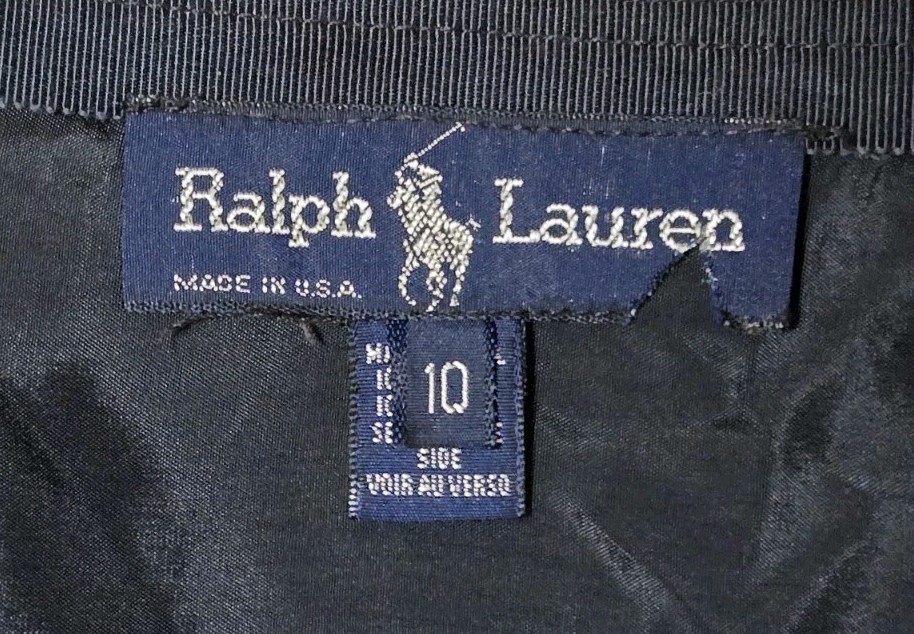 Ralph Lauren
MADE IN U.S.A.
10
SIDE
VOIR AU VERSO